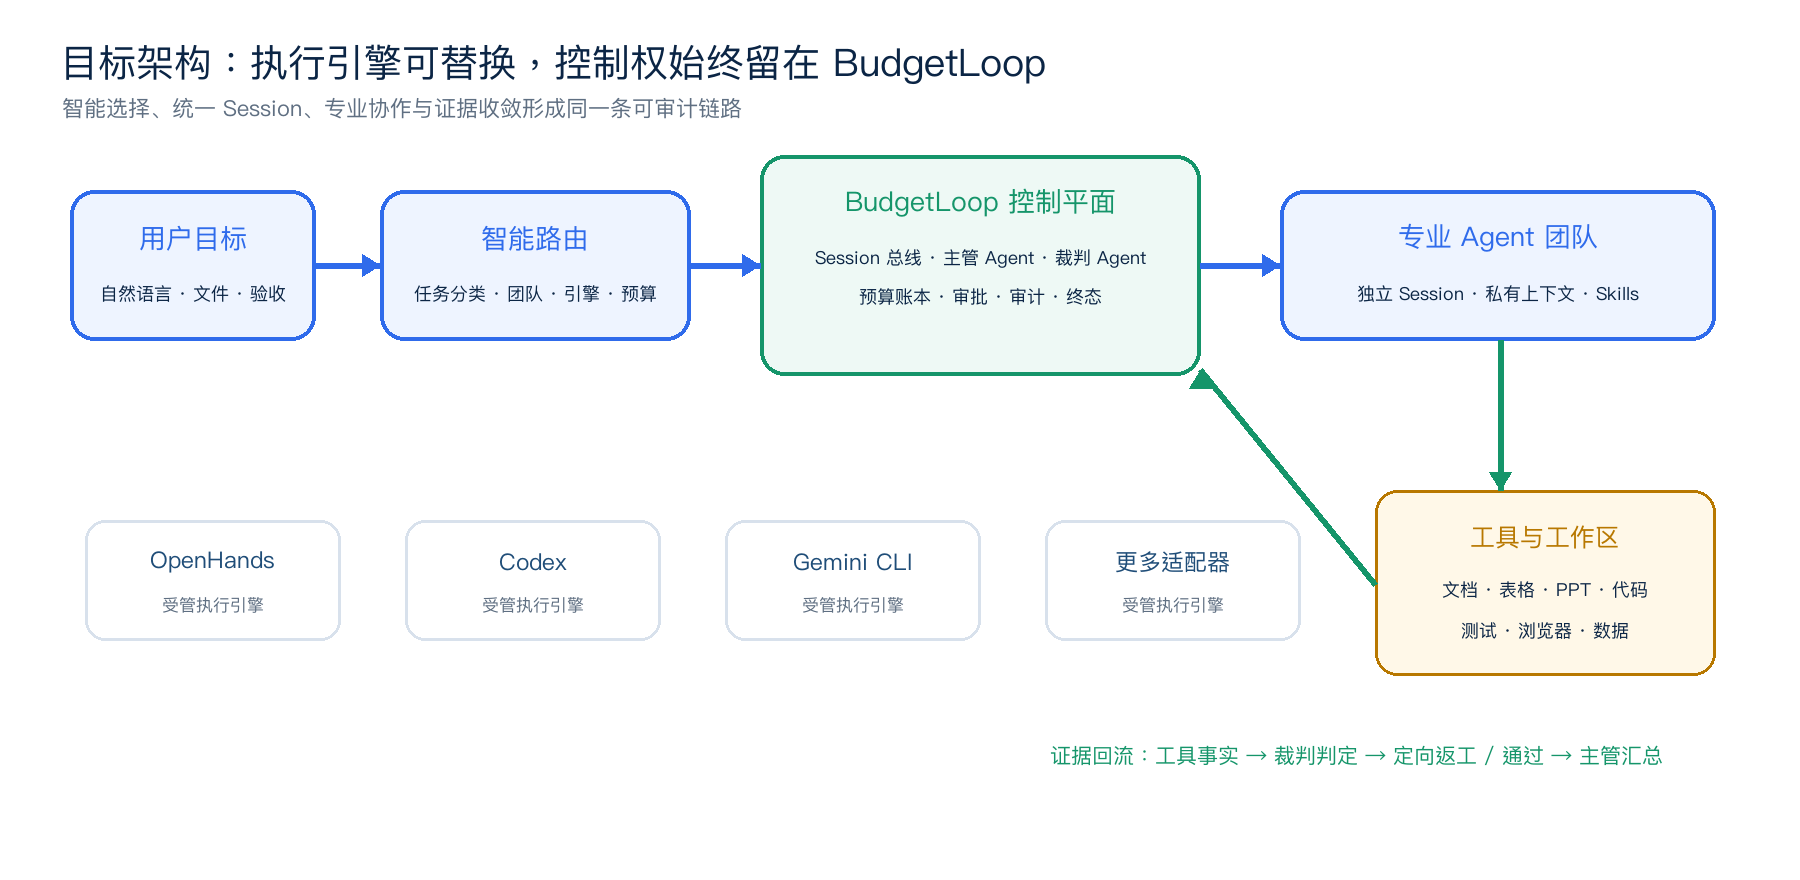 目标架构：执行引擎可替换，控制权始终留在 BudgetLoop
智能选择、统一 Session、专业协作与证据收敛形成同一条可审计链路
用户目标
自然语言 · 文件 · 验收
智能路由
任务分类 · 团队 · 引擎 · 预算
BudgetLoop 控制平面
Session 总线 · 主管 Agent · 裁判 Agent
预算账本 · 审批 · 审计 · 终态
专业 Agent 团队
独立 Session · 私有上下文 · Skills
OpenHands
受管执行引擎
Codex
受管执行引擎
Gemini CLI
受管执行引擎
更多适配器
受管执行引擎
工具与工作区
文档 · 表格 · PPT · 代码
测试 · 浏览器 · 数据
证据回流：工具事实 → 裁判判定 → 定向返工 / 通过 → 主管汇总